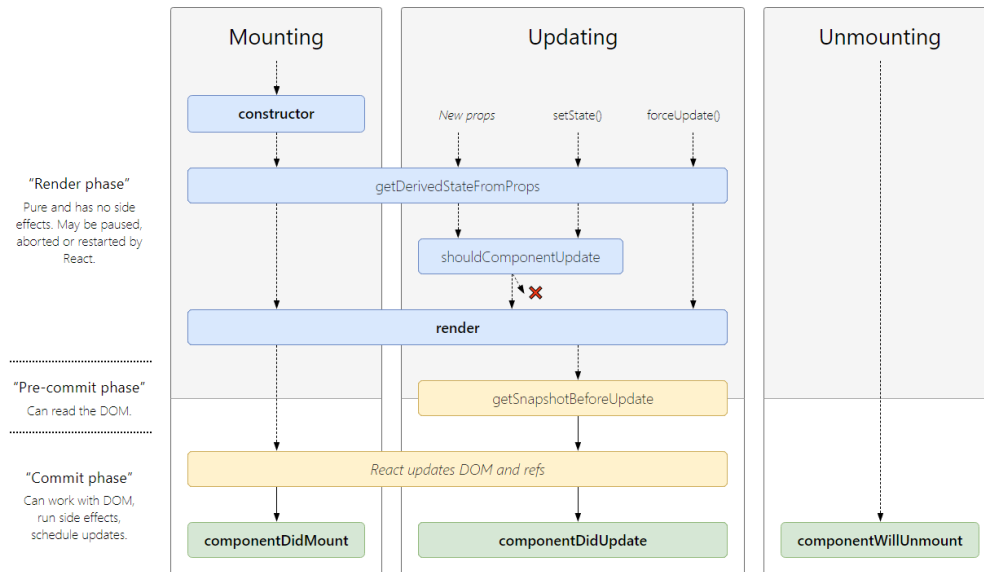 Mounting
Updating
Unmounting
constructor
New props
setState()
forceUpdate()
"Render phase"
Pure and has no side
effects. May be paused,
aborted or restarted by
React.
getDerivedStateFromProps
shouldComponentUpdate
render
"Pre-commit phase"
Can read the DOM.
getSnapshotBeforeUpdate
"Commit phase"
Can work with DOM,
run side effects,
schedule updates.
React updates DOM and refs
componentDidMount
componentDidUpdate
componentWillUnmount